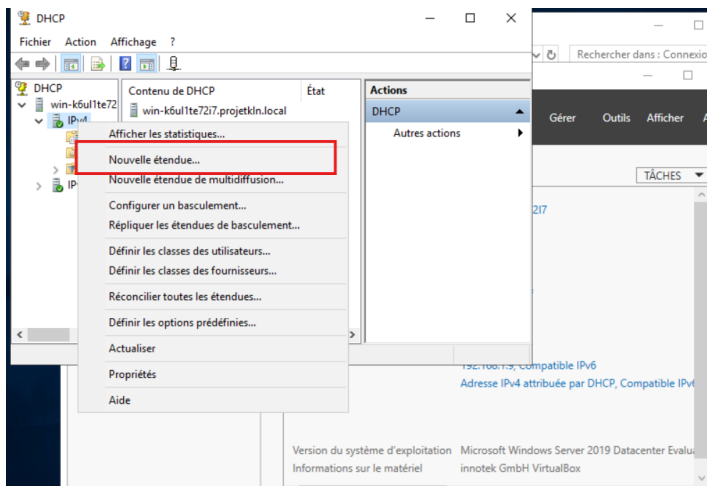 DHCP
Fichier Action Affichage ?
DHCP
win-k6ul1te72
IPv4
Contenu de DHCP État
win-k6ul1te72i7.projetkln.local
Actions
DHCP
Autres actions
Afficher les statistiques...
Nouvelle étendue...
Nouvelle étendue de multidiffusion...
Configurer un basculement...
Répliquer les étendues de basculement...
Définir les classes des utilisateurs...
Définir les classes des fournisseurs...
Réconcilier toutes les étendues...
Définir les options prédéfinies...
Actualiser
Propriétés
Aide
Rechercher dans : Connexio
Gérer Outils Afficher A
TÂCHES
2I7
192.168.1.9, Compatible IPv6
Adresse IPv4 attribuée par DHCP, Compatible IPv6
Version du système d'exploitation Microsoft Windows Server 2019 Datacenter Evalua
Informations sur le matériel innotek GmbH VirtualBox